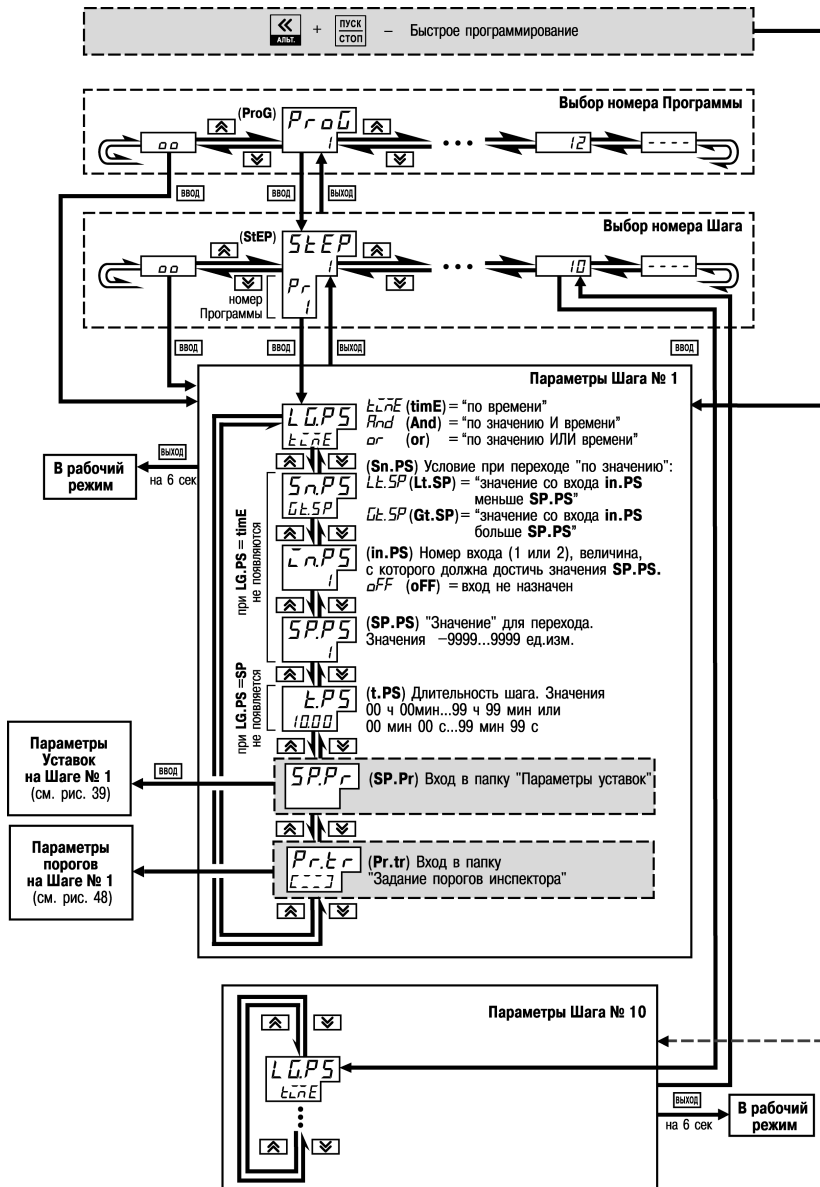 «
АЛЬТ.
+
ПУСК
СТОП
– Быстрое программирование
Выбор номера Программы
(ProG)
ProG
1
oo
• • •
12
- - - -
ВВОД
ВВОД
ВЫХОД
Выбор номера Шага
(StEP)
StEP
1
Pr
1
oo
• • •
10
- - - -
номер
Программы
ВВОД
ВВОД
ВЫХОД
ВВОД
Параметры Шага № 1
LG.PS
timE
timE (timE) = “по времени”
And (And) = “по значению И времени”
or (or) = “по значению ИЛИ времени”
ВЫХОД
на 6 сек
В рабочий
режим
при LG.PS = timE
не появляются
Sn.PS
Gt.SP
(Sn.PS) Условие при переходе "по значению":
Lt.SP (Lt.SP) = “значение со входа in.PS
меньше SP.PS”
Gt.SP (Gt.SP) = “значение со входа in.PS
больше SP.PS”
in.PS
1
(in.PS) Номер входа (1 или 2), величина,
с которого должна достичь значения SP.PS.
oFF (oFF) = вход не назначен
SP.PS
1
(SP.PS) "Значение" для перехода.
Значения –9999...9999 ед.изм.
при LG.PS =SP
не появляется
t.PS
10.00
(t.PS) Длительность шага. Значения
00 ч 00мин...99 ч 99 мин или
00 мин 00 с...99 мин 99 с
Параметры
Уставок
на Шаге № 1
(см. рис. 39)
ВВОД
SP.Pr
(SP.Pr) Вход в папку "Параметры уставок"
Параметры
порогов
на Шаге № 1
(см. рис. 48)
Pr.tr
[---]
(Pr.tr) Вход в папку
"Задание порогов инспектора"
Параметры Шага № 10
LG.PS
timE
ВЫХОД
на 6 сек
В рабочий
режим